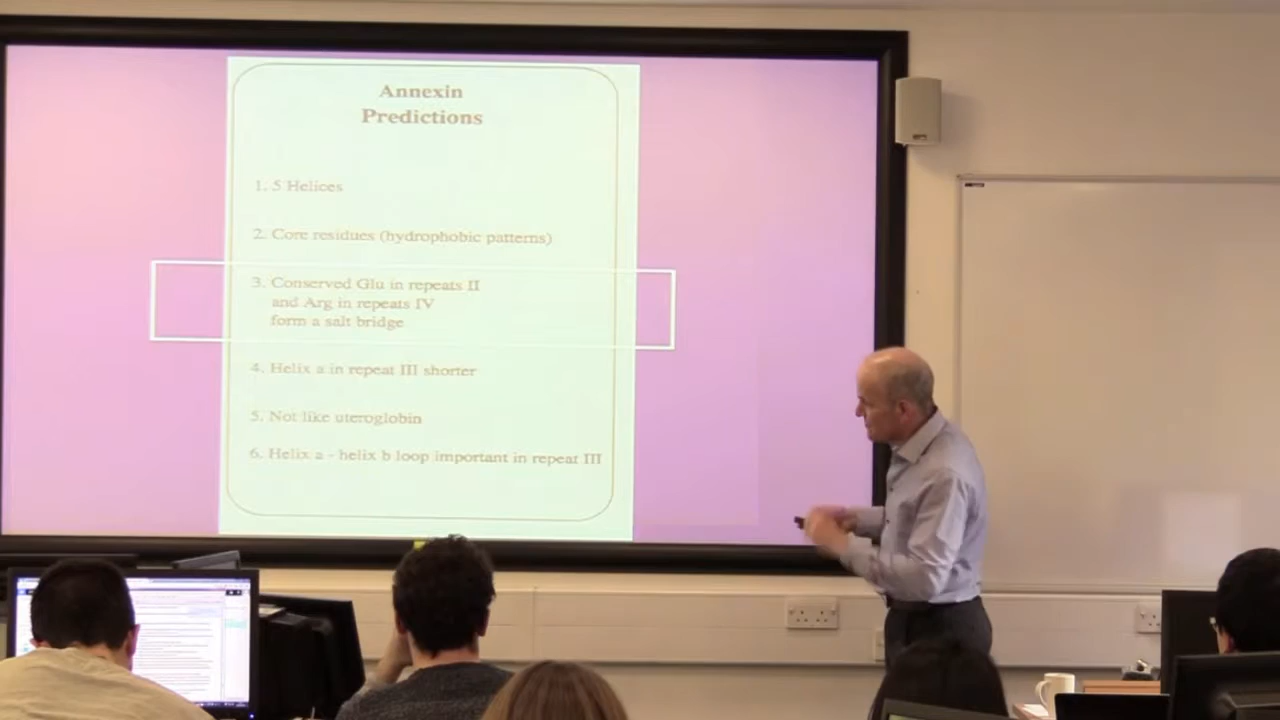 Annexin
Predictions
1. 5 Helices
2. Core residues (hydrophobic patterns)
3. Conserved Glu in repeats II
and Arg in repeats IV
form a salt bridge
4. Helix a in repeat III shorter
5. Not like uteroglobin
6. Helix a - helix b loop important in repeat III